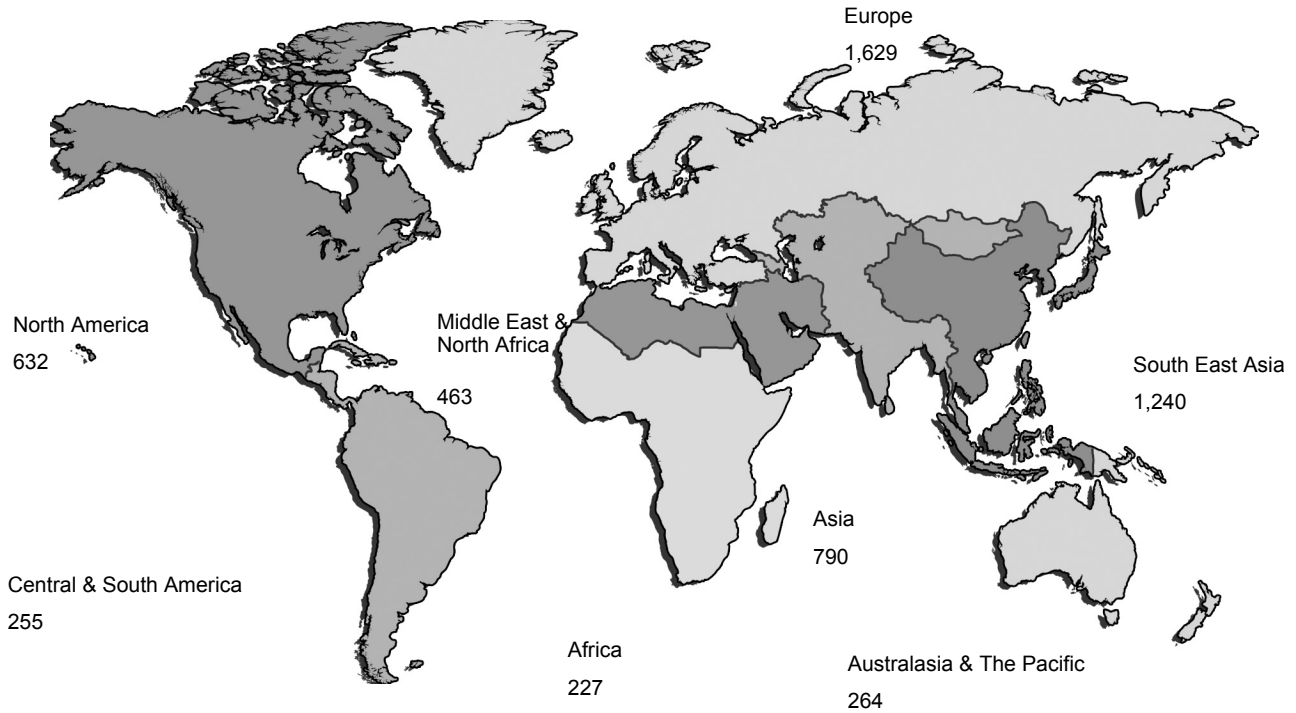 Europe
1,629
North America
632
Middle East &
North Africa
463
South East Asia
1,240
Asia
790
Central & South America
255
Africa
227
Australasia & The Pacific
264